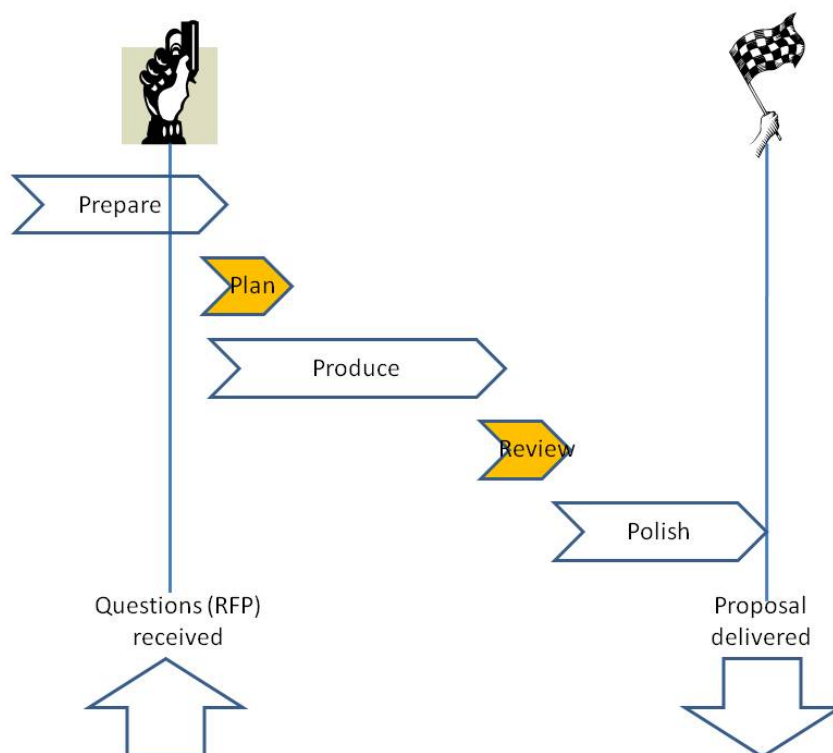 Prepare
Plan
Produce
Review
Polish
Questions (RFP)
received
Proposal
delivered